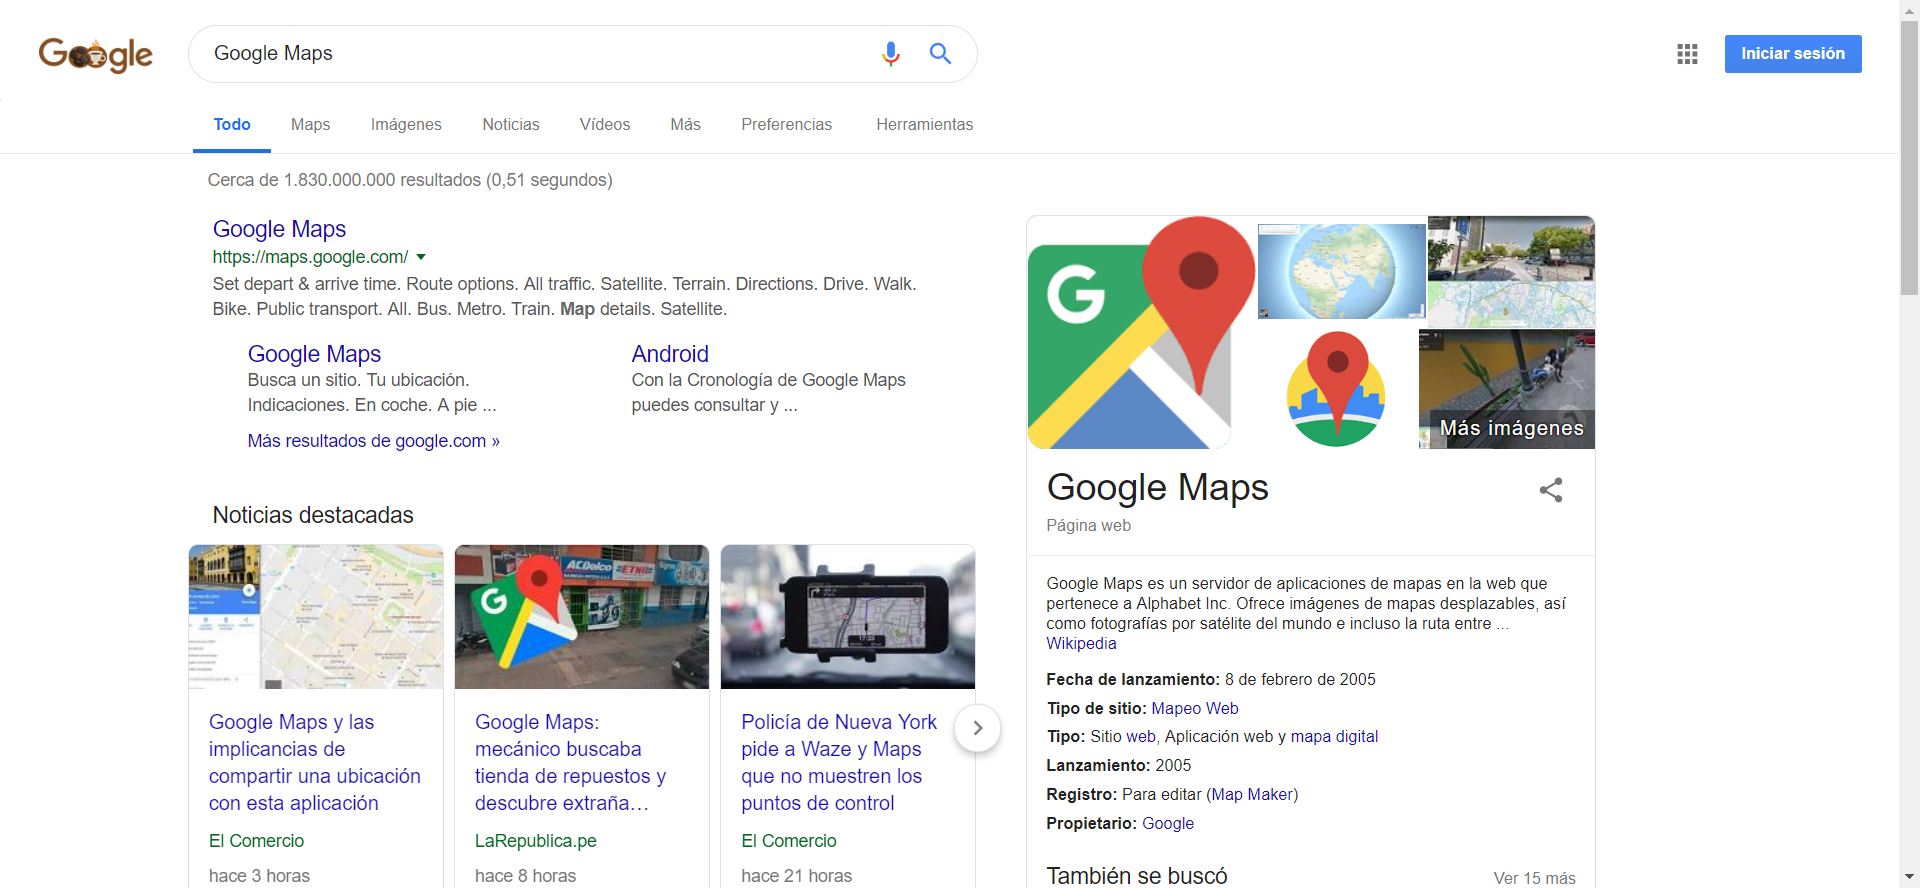 Google
Google Maps
Iniciar sesión
Todo
Maps
Imágenes
Noticias
Vídeos
Más
Preferencias
Herramientas
Cerca de 1.830.000.000 resultados (0,51 segundos)
Google Maps
https://maps.google.com/
Set depart & arrive time. Route options. All traffic. Satellite. Terrain. Directions. Drive. Walk.
Bike. Public transport. All. Bus. Metro. Train. Map details. Satellite.
Google Maps
Busca un sitio. Tu ubicación.
Indicaciones. En coche. A pie ...
Android
Con la Cronología de Google Maps
puedes consultar y ...
Más resultados de google.com »
Noticias destacadas
ACDelco
ETNA
G
Google Maps y las
implicancias de
compartir una ubicación
con esta aplicación
El Comercio
hace 3 horas
Google Maps:
mecánico buscaba
tienda de repuestos y
descubre extraña…
LaRepublica.pe
hace 8 horas
Policía de Nueva York
pide a Waze y Maps
que no muestren los
puntos de control
El Comercio
hace 21 horas
G
Más imágenes
Google Maps
Página web
Google Maps es un servidor de aplicaciones de mapas en la web que
pertenece a Alphabet Inc. Ofrece imágenes de mapas desplazables, así
como fotografías por satélite del mundo e incluso la ruta entre ...
Wikipedia
Fecha de lanzamiento: 8 de febrero de 2005
Tipo de sitio: Mapeo Web
Tipo: Sitio web, Aplicación web y mapa digital
Lanzamiento: 2005
Registro: Para editar (Map Maker)
Propietario: Google
También se buscó
Ver 15 más